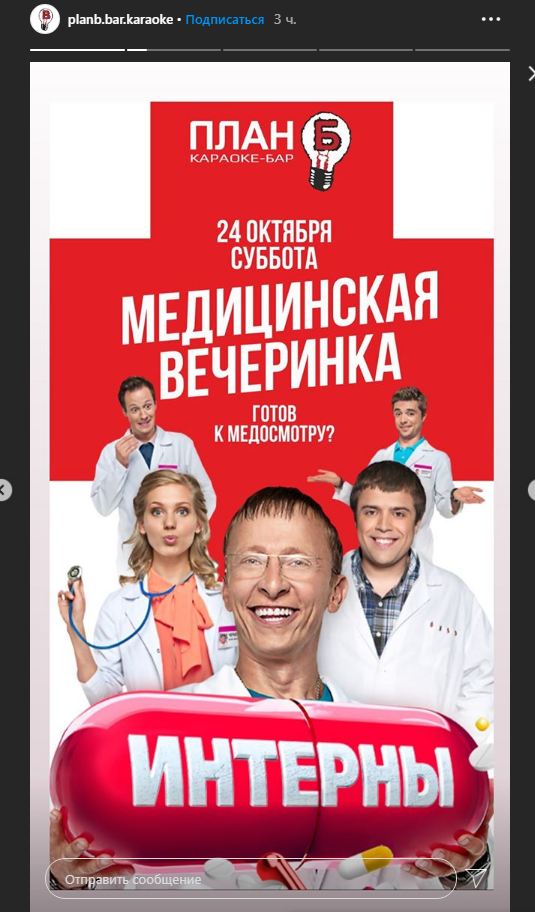 planb.bar.karaoke • Подписаться 3 ч.
ПЛАН Б
КАРАОКЕ-БАР
24 ОКТЯБРЯ
СУББОТА
МЕДИЦИНСКАЯ
ВЕЧЕРИНКА
ГОТОВ
К МЕДОСМОТРУ?
ИНТЕРНЫ
Отправить сообщение